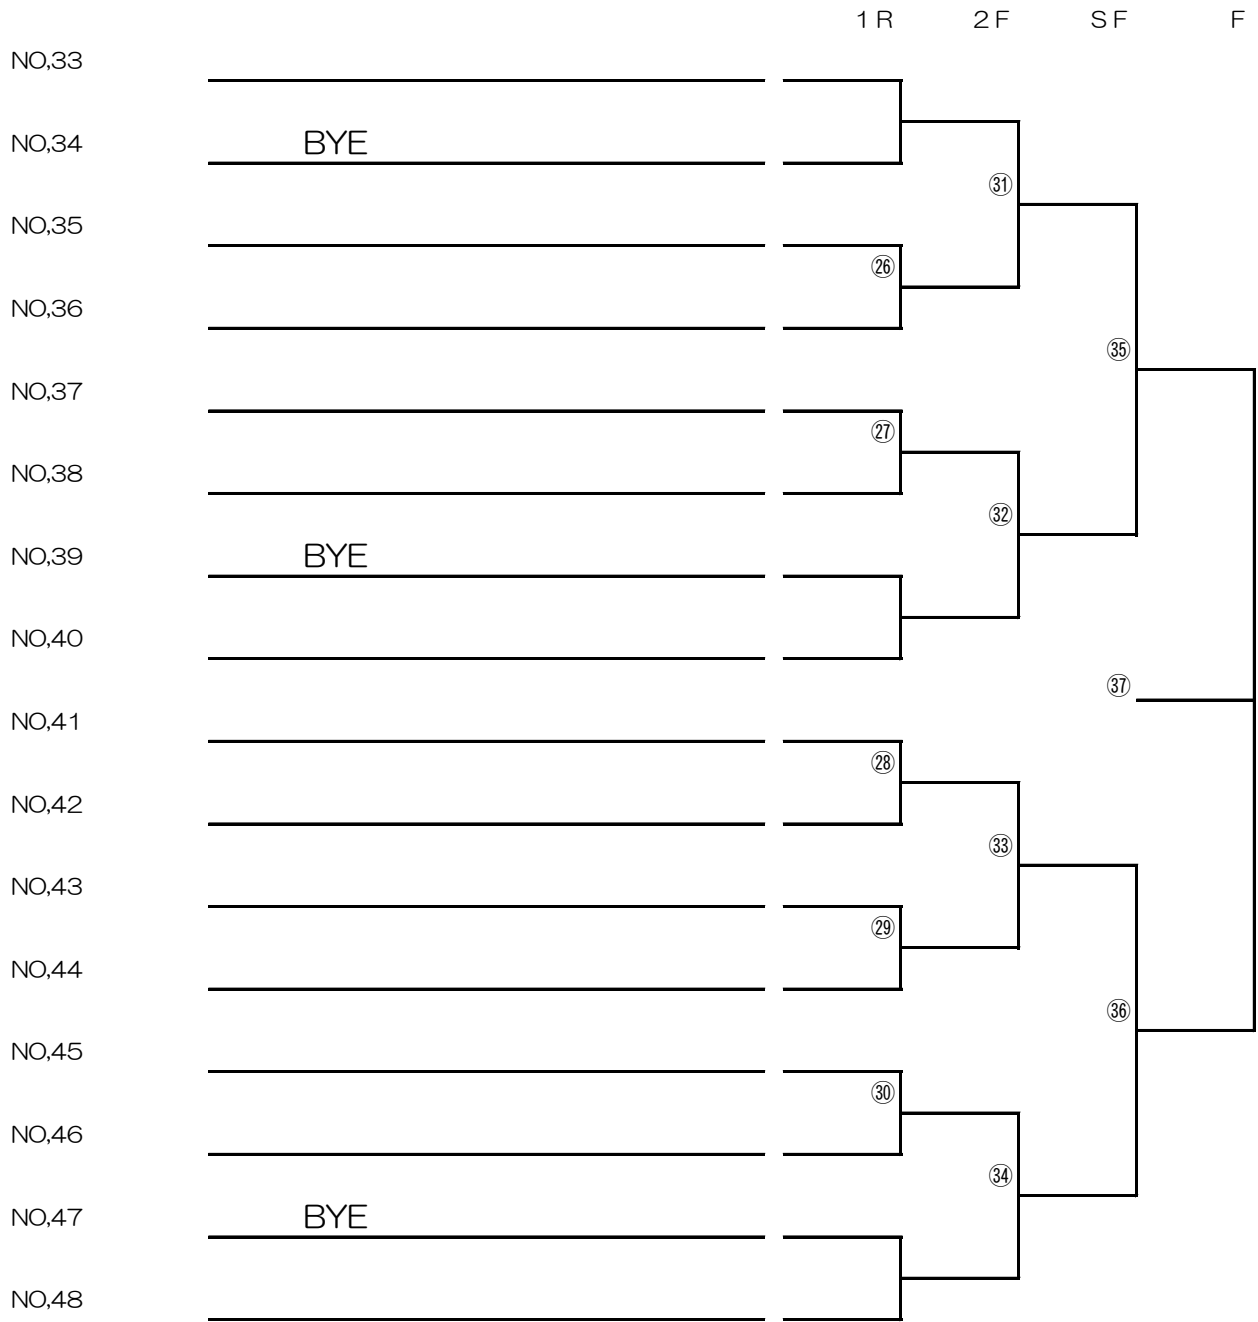 1R 2F SF F
NO,33
NO,34 BYE
㉛
NO,35
㉖
NO,36
㉟
NO,37
㉗
NO,38
㉜
NO,39 BYE
NO,40
㊲
NO,41
㉘
NO,42
㉝
NO,43
㉙
NO,44
㊱
NO,45
㉚
NO,46
㉞
NO,47 BYE
NO,48